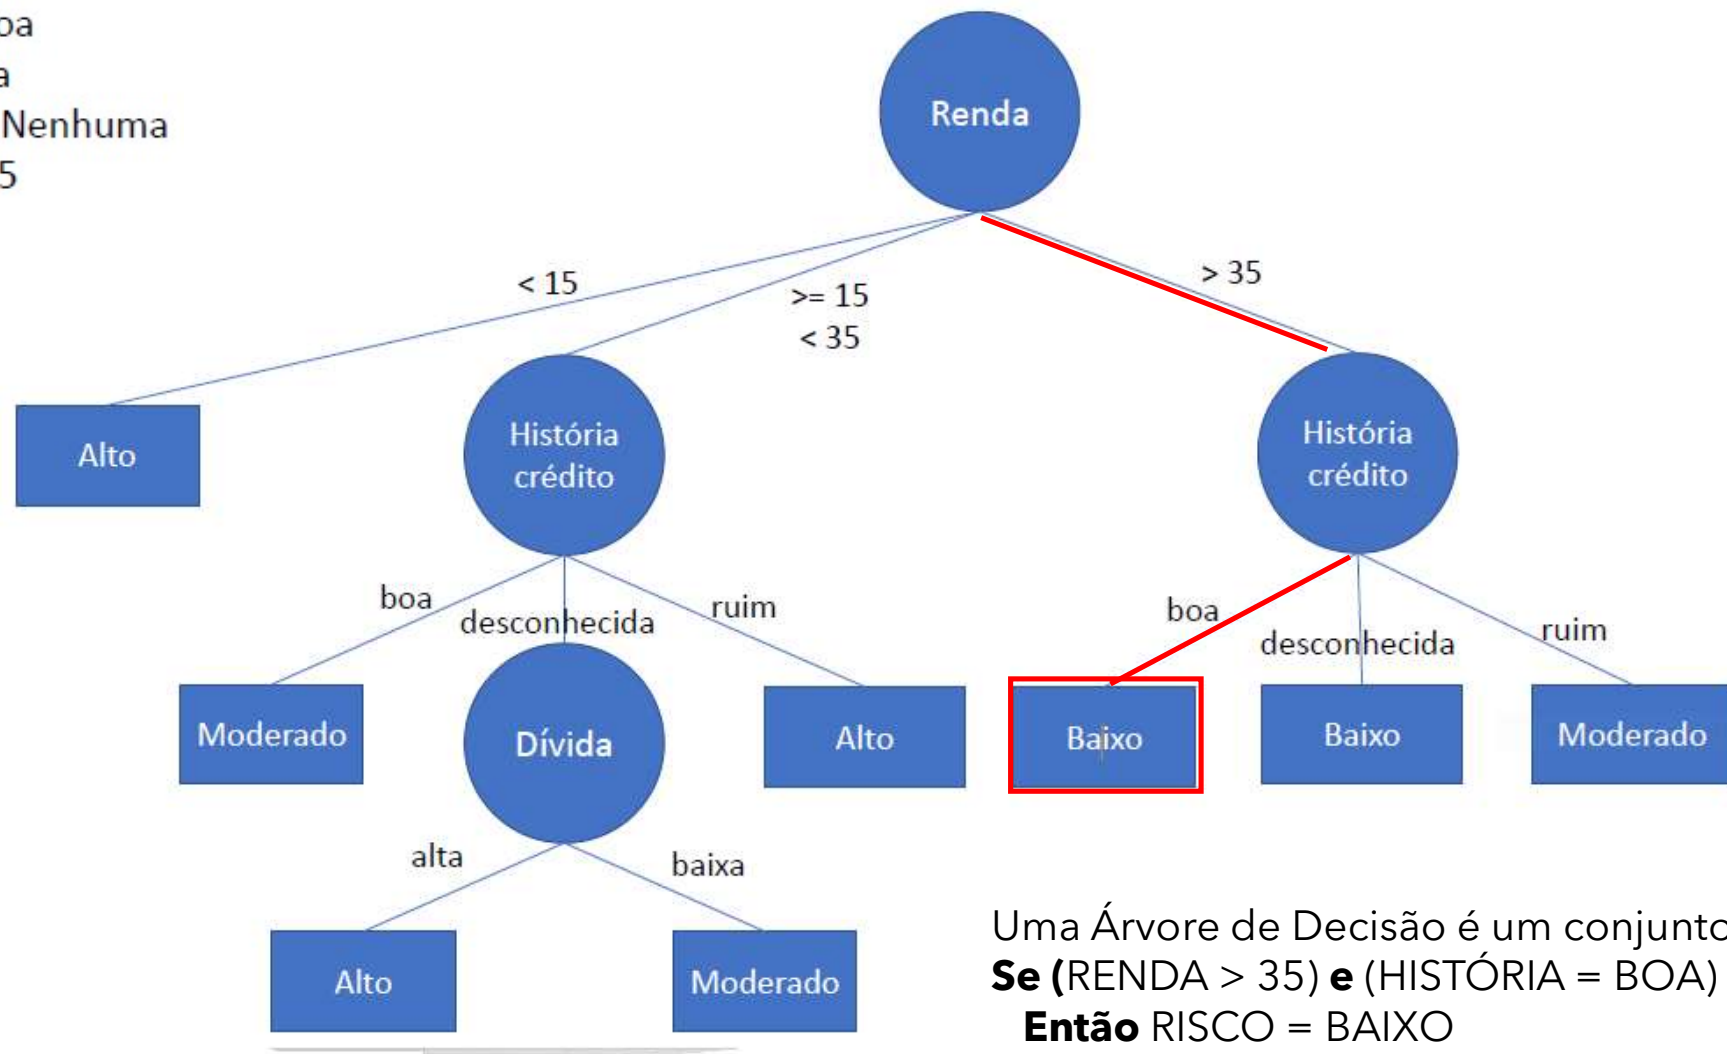 oa
a
Nenhuma
5
Renda
< 15
>= 15
< 35
> 35
Alto
História
crédito
História
crédito
boa
desconhecida
ruim
boa
desconhecida
ruim
Moderado
Dívida
Alto
Baixo
Baixo
Moderado
alta
baixa
Alto
Moderado
Uma Árvore de Decisão é um conjunto
Se (RENDA > 35) e (HISTÓRIA = BOA)
Então RISCO = BAIXO